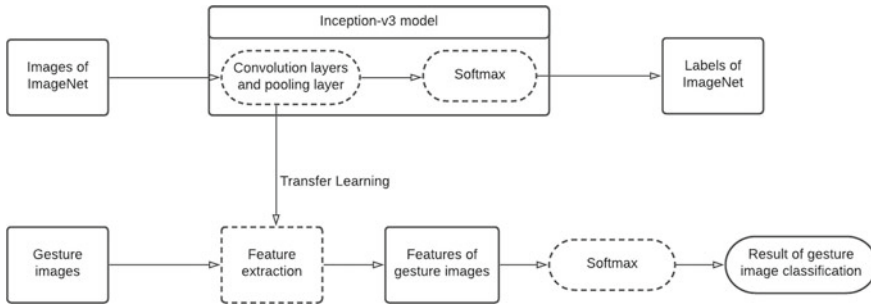 Inception-v3 model
Images of
ImageNet
Convolution layers
and pooling layer
Softmax
Labels of
ImageNet
Transfer Learning
Gesture
images
Feature
extraction
Features of
gesture images
Softmax
Result of gesture
image classification